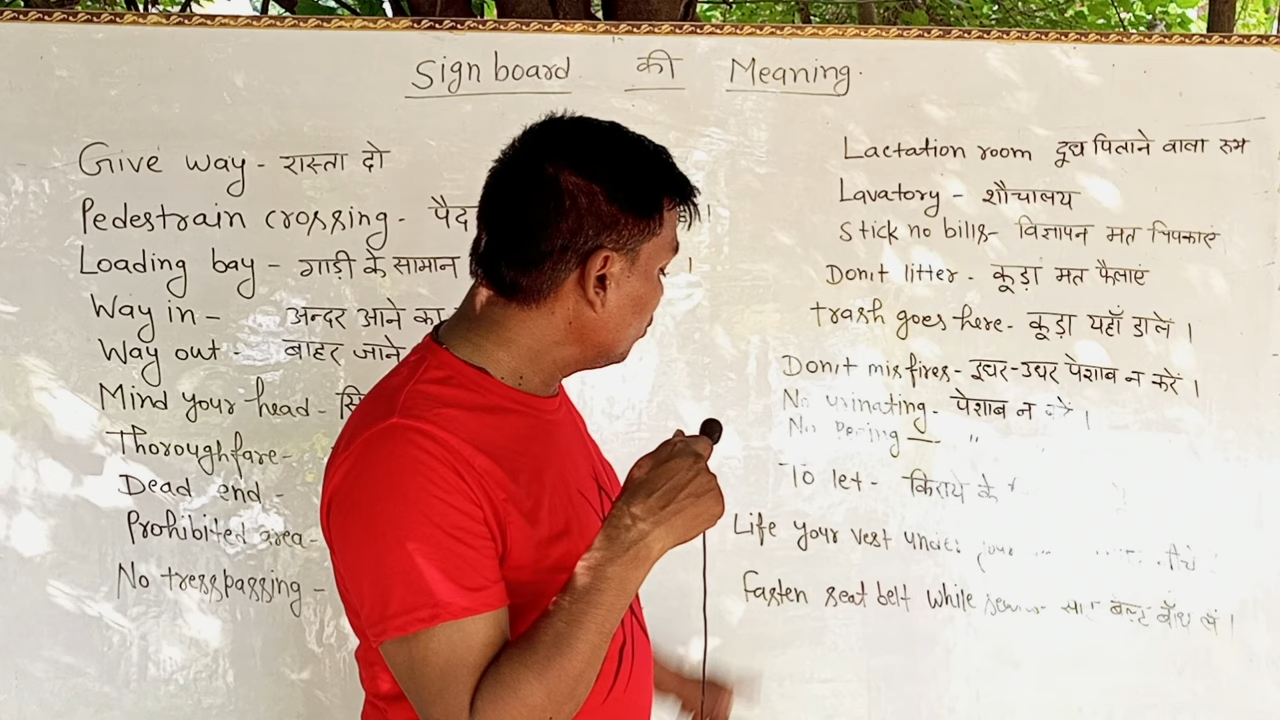 Sign board की Meaning.
Give way - रास्ता दो
Pedestrain crossing - पैद
Loading bay - गाड़ी के सामान
Way in - अन्दर आने का
Way out - बाहर जाने
Mind your head -
Thoroughfare -
Dead end -
Prohibited area -
No tresspassing -
Lactation room दूध पिलाने वाला रुम
Lavatory - शौचालय
Stick no bills - विज्ञापन मत चिपकाएं
Don't litter - कूड़ा मत फैलाएं
trash goes here - कूड़ा यहाँ डालें ।
Don't misfires - इधर-उधर पेशाब न करें ।
No urinating - पेशाब न करें ।
No — "
To let - किराये के
Life your vest under your नीचे
Fasten seat belt while बेल्ट बाँध लें ।